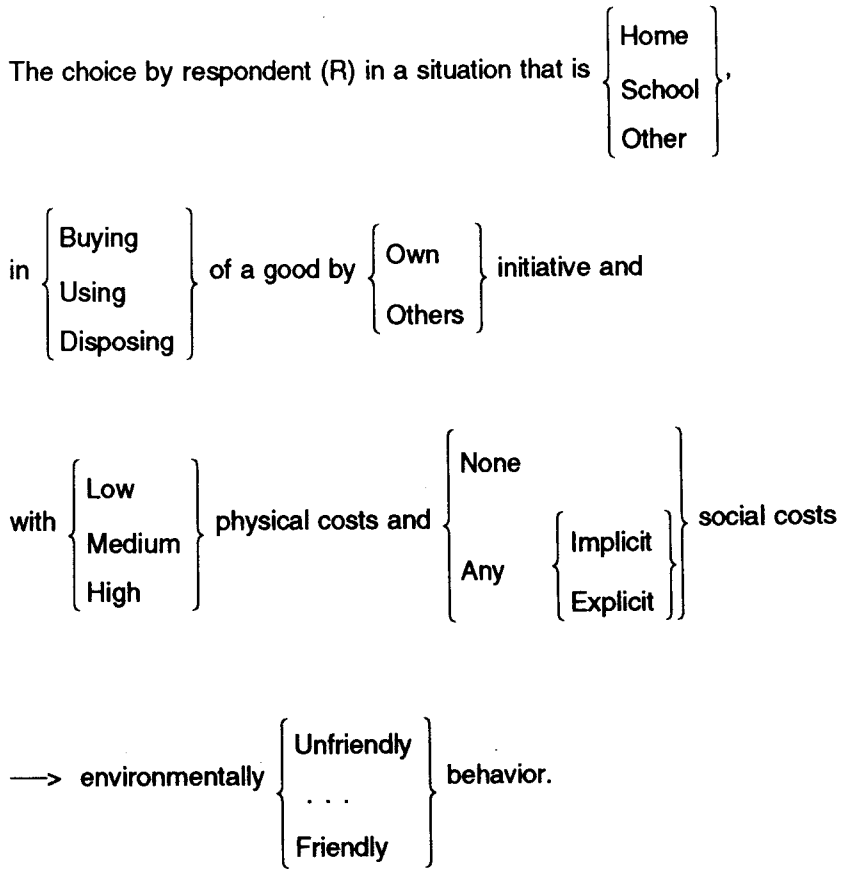 Home
The choice by respondent (R) in a situation that is School,
Other
Buying
in Using of a good by Own initiative and
Others
Disposing
Low
None
with Medium physical costs and Any Implicit social costs
Explicit
High
Unfriendly
—> environmentally . . . behavior.
Friendly